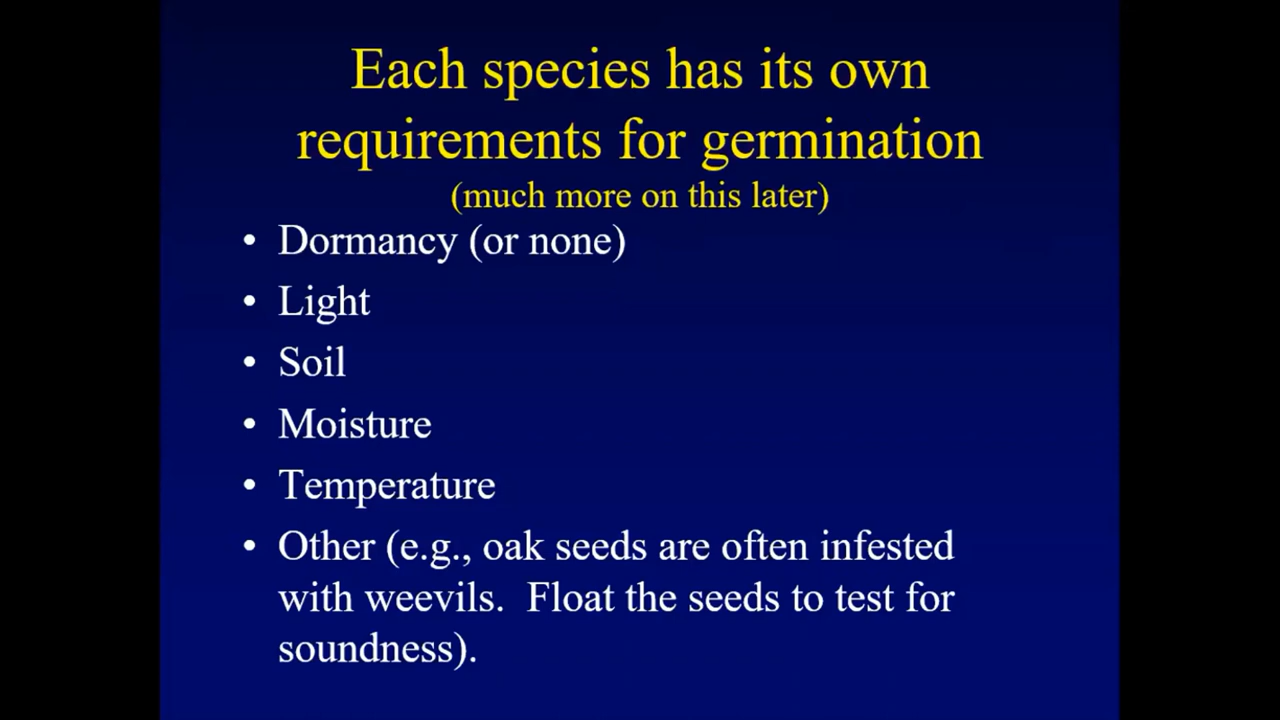 Each species has its own
requirements for germination
(much more on this later)
• Dormancy (or none)
• Light
• Soil
• Moisture
• Temperature
• Other (e.g., oak seeds are often infested
with weevils.  Float the seeds to test for
soundness).